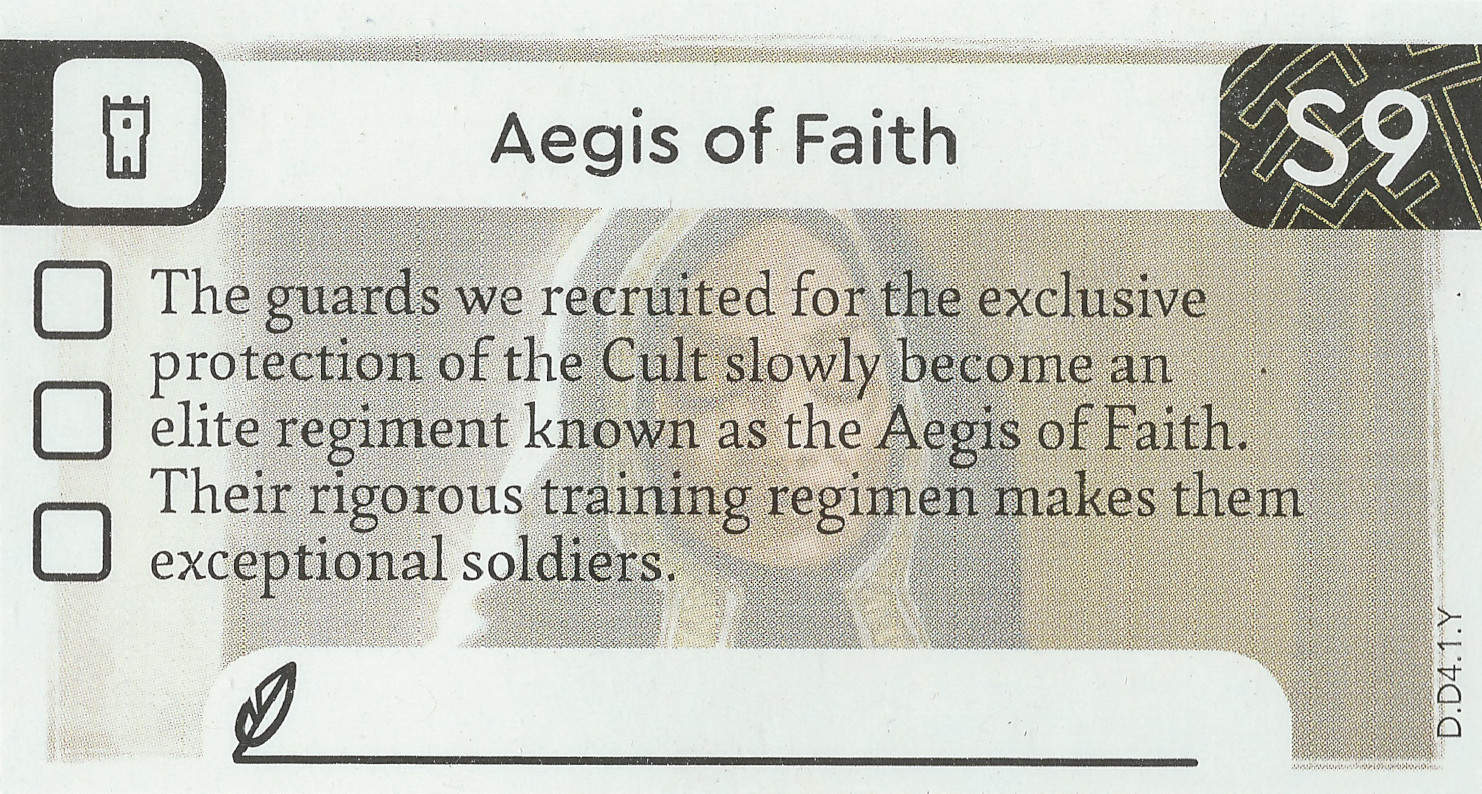 Aegis of Faith
S9
The guards we recruited for the exclusive
protection of the Cult slowly become an
elite regiment known as the Aegis of Faith.
Their rigorous training regimen makes them
exceptional soldiers.
D.D4.1.Y